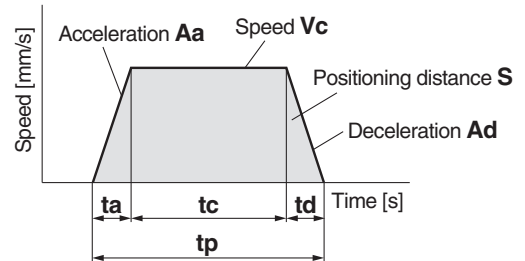 Acceleration Aa
Speed Vc
Positioning distance S
Deceleration Ad
Speed [mm/s]
Time [s]
ta
tc
td
tp